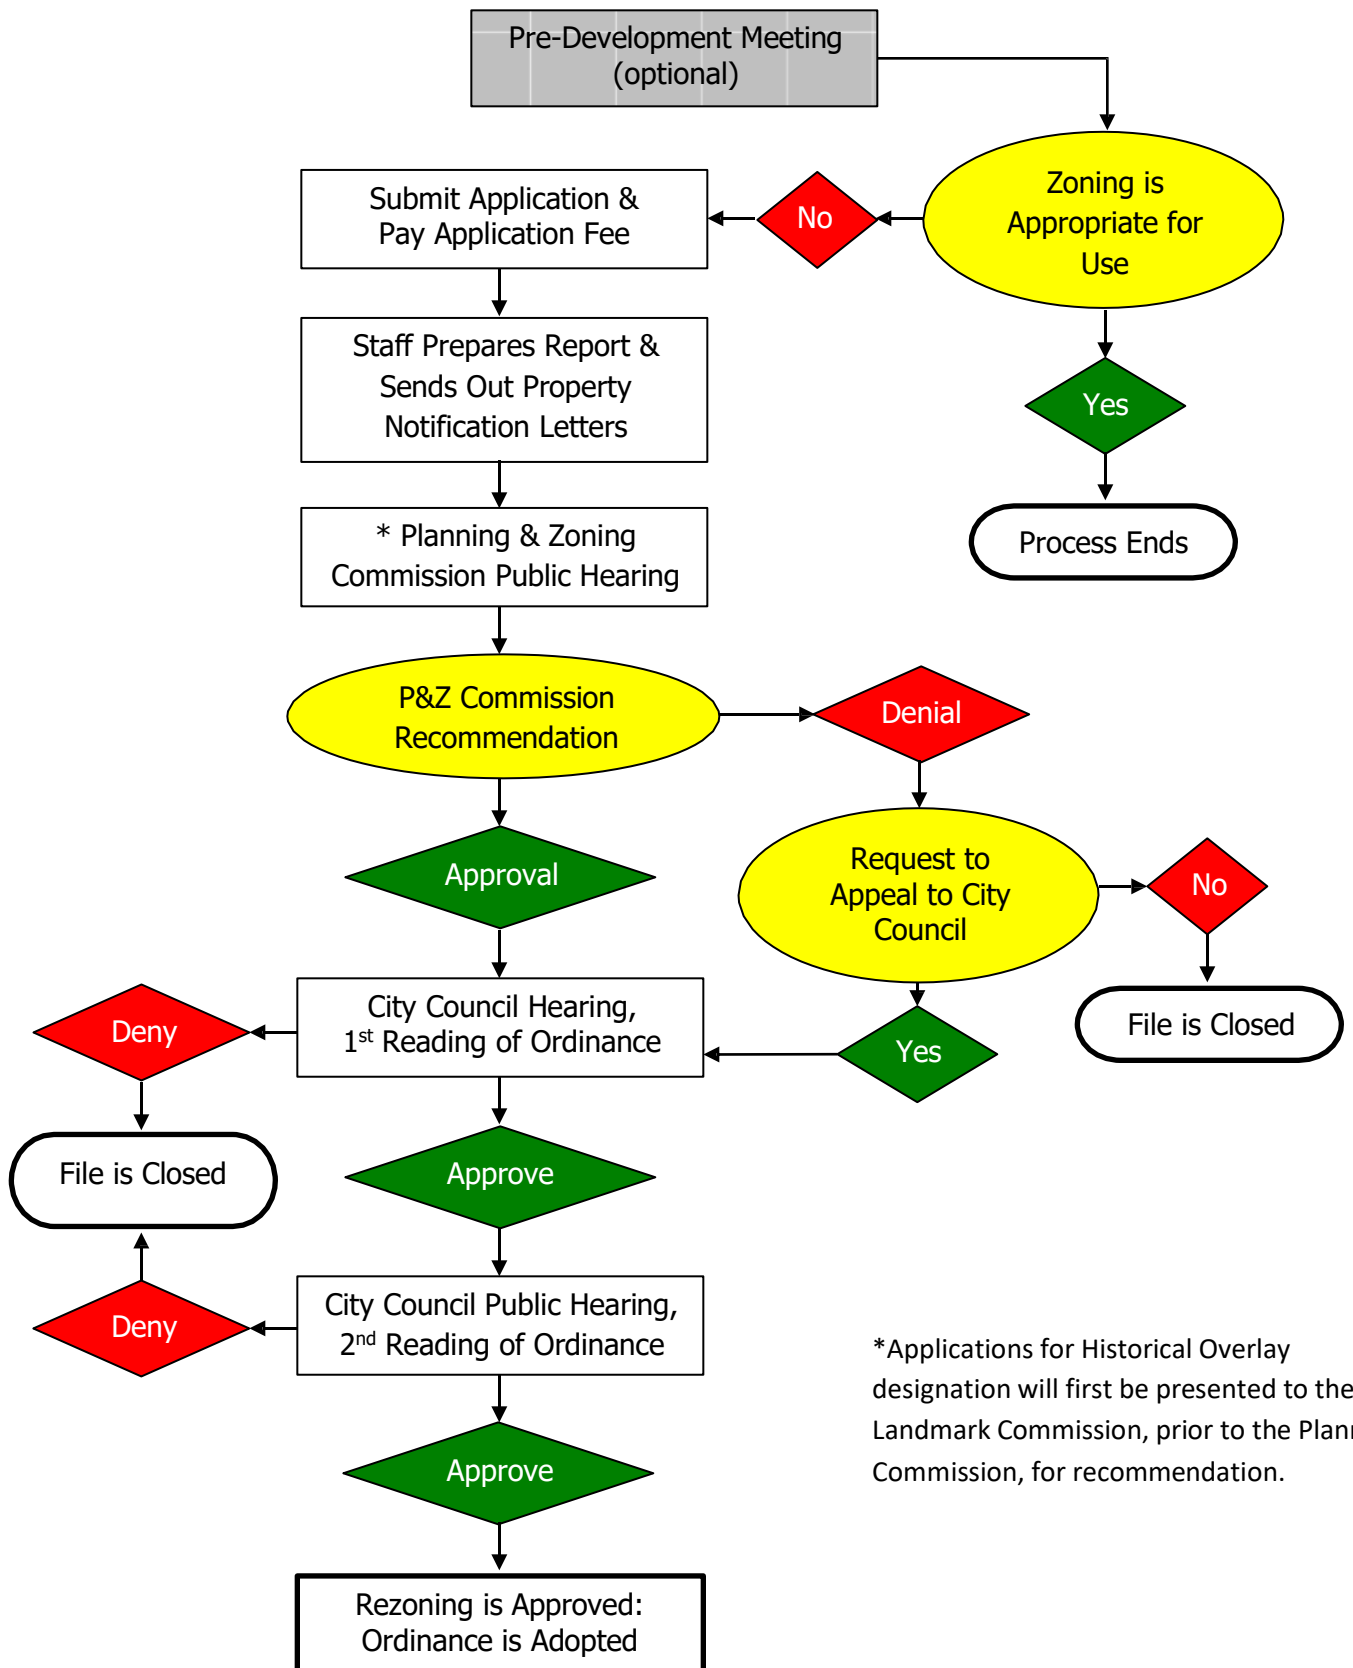 Pre-Development Meeting
(optional)
Zoning is
Appropriate for
Use
No
Submit Application &
Pay Application Fee
Yes
Process Ends
Staff Prepares Report &
Sends Out Property
Notification Letters
* Planning & Zoning
Commission Public Hearing
P&Z Commission
Recommendation
Denial
Approval
Request to
Appeal to City
Council
No
File is Closed
Yes
City Council Hearing,
1st Reading of Ordinance
Deny
File is Closed
Approve
City Council Public Hearing,
2nd Reading of Ordinance
Deny
Approve
Rezoning is Approved:
Ordinance is Adopted
*Applications for Historical Overlay
designation will first be presented to the
Landmark Commission, prior to the
Commission, for recommendation.